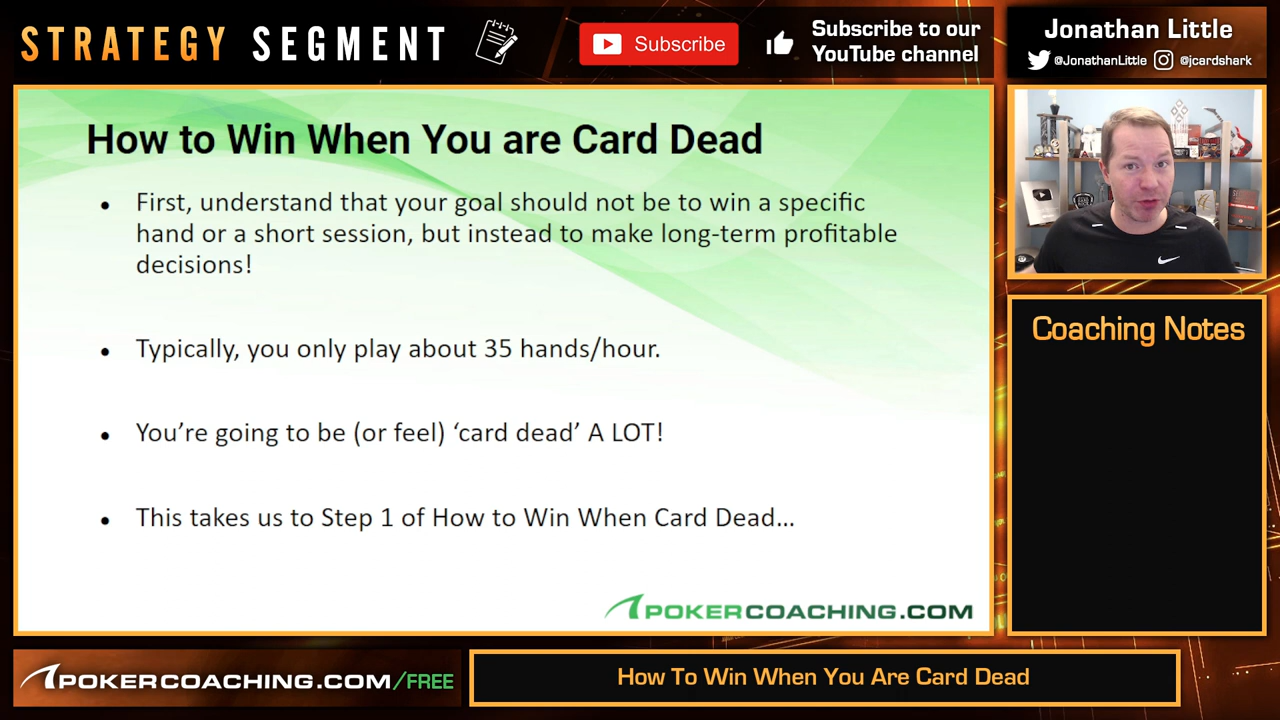 STRATEGY SEGMENT
Subscribe
Subscribe to our
YouTube channel
Jonathan Little
@JonathanLittle @jcardshark
How to Win When You are Card Dead
• First, understand that your goal should not be to win a specific
hand or a short session, but instead to make long-term profitable
decisions!
• Typically, you only play about 35 hands/hour.
• You’re going to be (or feel) ‘card dead’ A LOT!
• This takes us to Step 1 of How to Win When Card Dead...
POKERCOACHING.COM
Coaching Notes
POKERCOACHING.COM/FREE
How To Win When You Are Card Dead